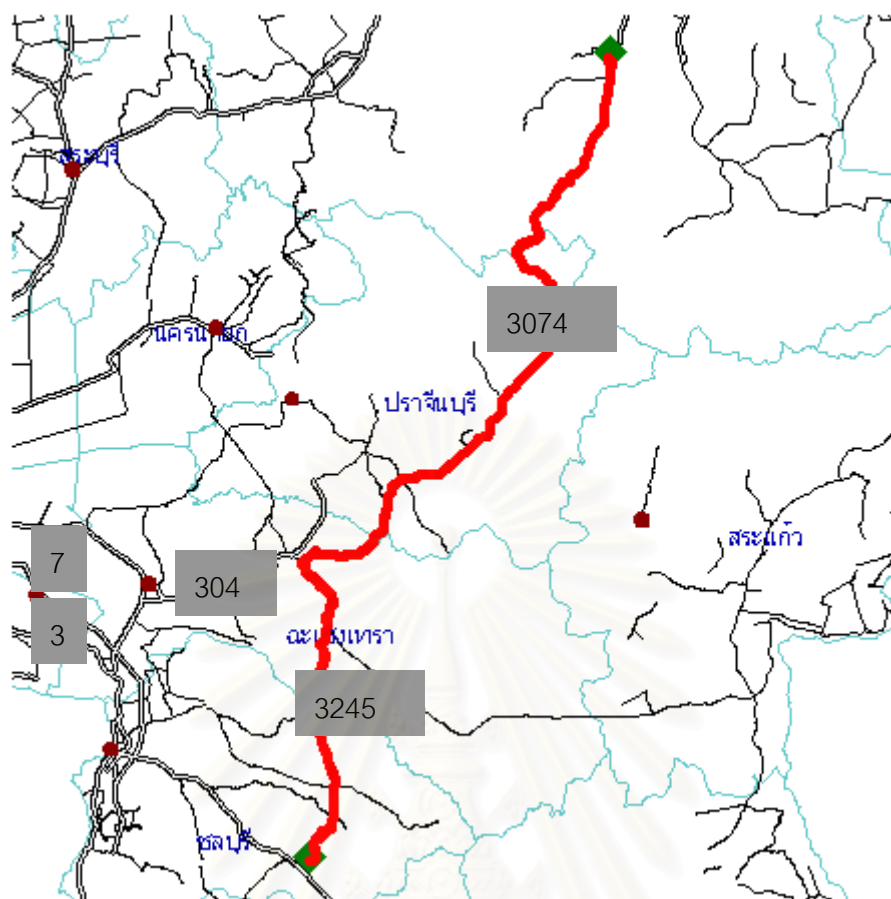 สระบุรี
นครนายก
3074
ปราจีนบุรี
สระแก้ว
7
304
3
ฉะเชิงเทรา
3245
ชลบุรี